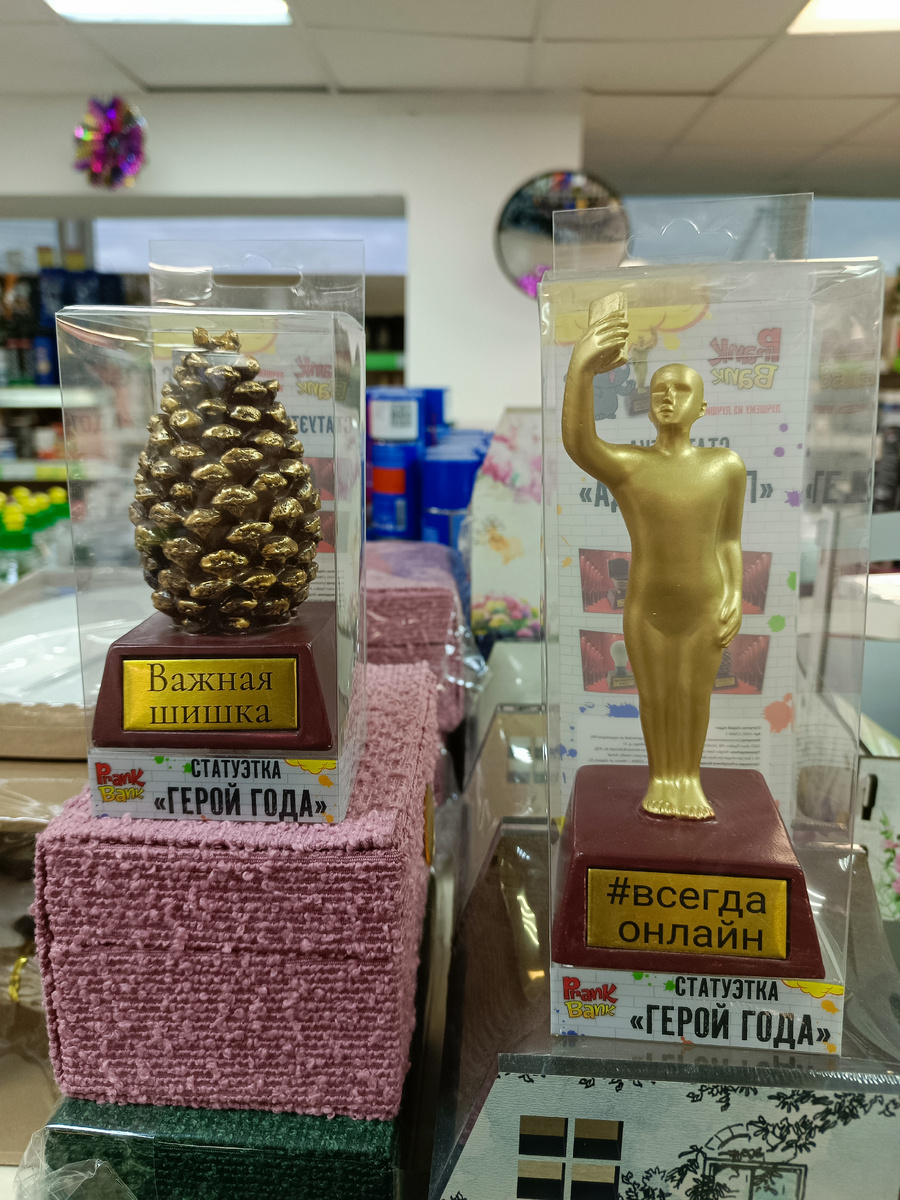 Важная
шишка
Prank
Bank
СТАТУЭТКА
«ГЕРОЙ ГОДА»
Prank
Bank
#всегда
онлайн
Prank
Bank
СТАТУЭТКА
«ГЕРОЙ ГОДА»